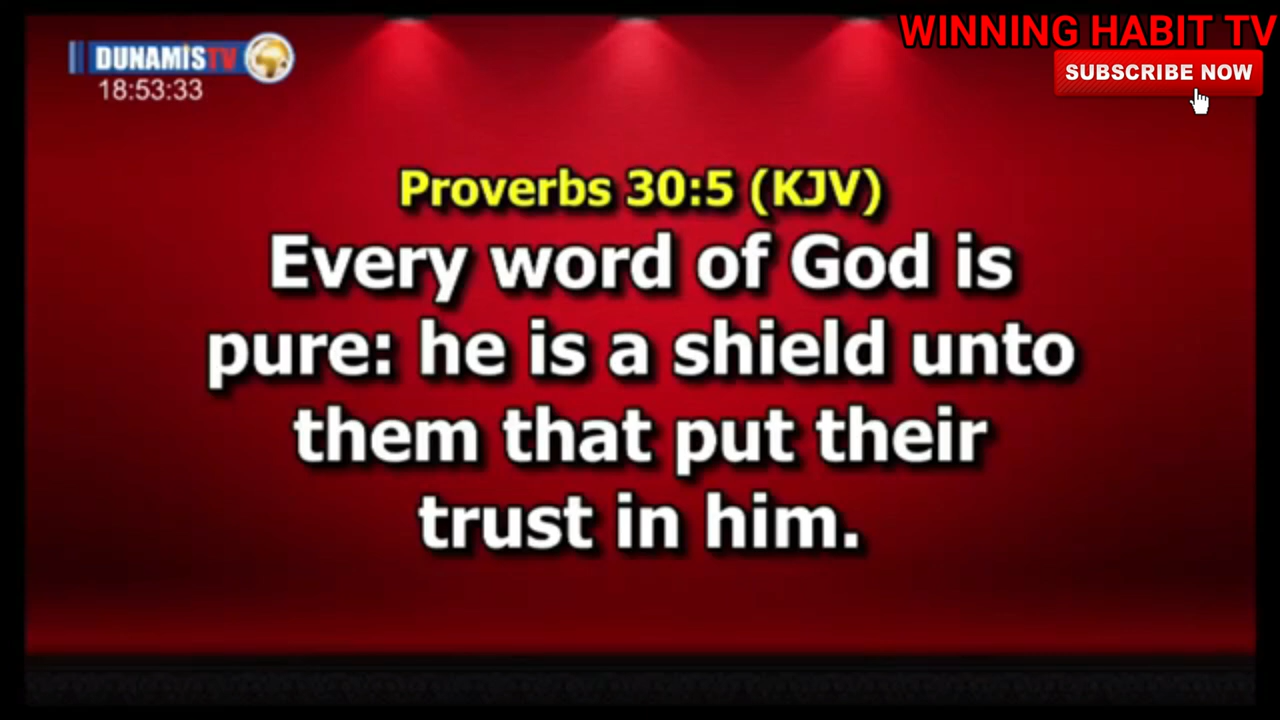 DUNAMIS TV
18:53:33
WINNING HABIT TV
SUBSCRIBE NOW
Proverbs 30:5 (KJV)
Every word of God is
pure: he is a shield unto
them that put their
trust in him.